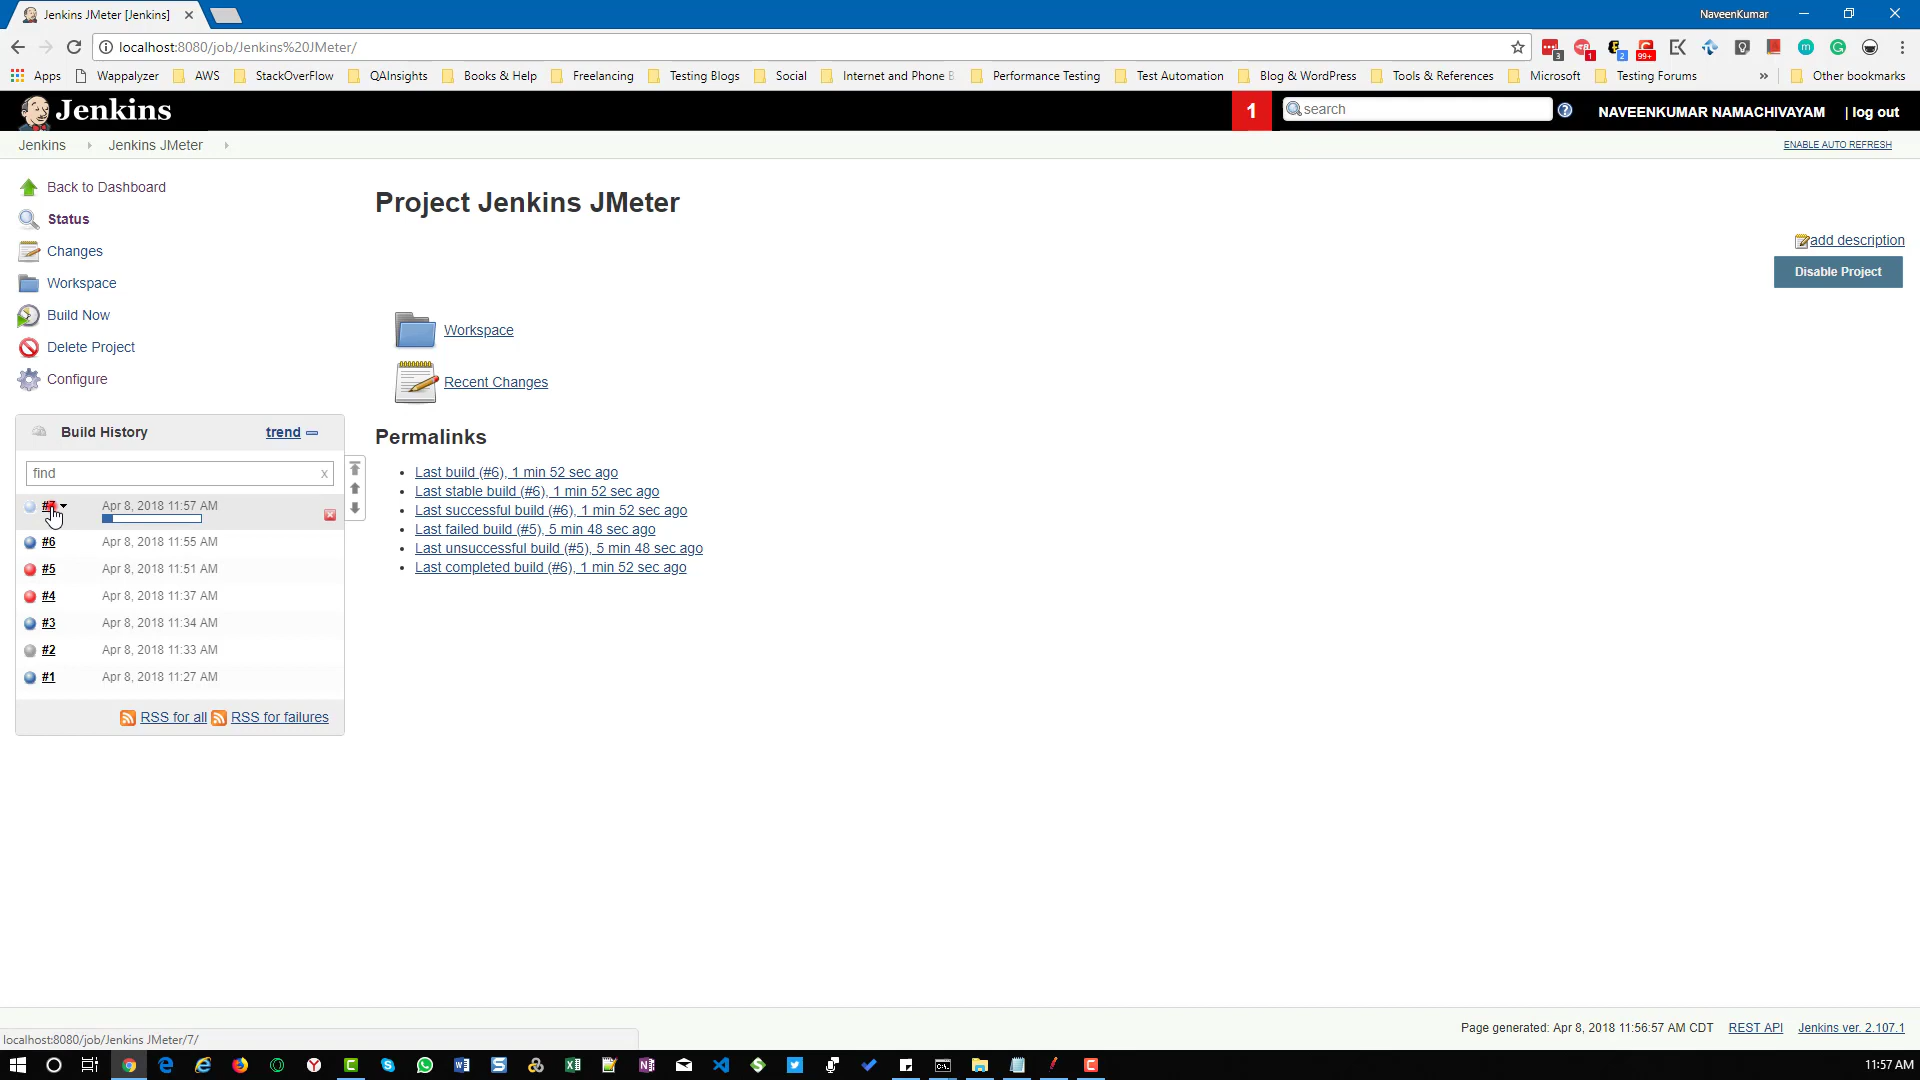 Jenkins JMeter [Jenkins]
NaveenKumar
localhost:8080/job/Jenkins%20JMeter/
3
1
2
99+
Apps
Wappalyzer
AWS
StackOverFlow
QAInsights
Books & Help
Freelancing
Testing Blogs
Social
Internet and Phone
Performance Testing
Test Automation
Blog & WordPress
Tools & References
Microsoft
Testing Forums
»
Other bookmarks
Jenkins
1
search
NAVEENKUMAR NAMACHIVAYAM
| log out
Jenkins
Jenkins JMeter
ENABLE AUTO REFRESH
Back to Dashboard
Status
Changes
Workspace
Build Now
Delete Project
Configure
Project Jenkins JMeter
add description
Disable Project
Workspace
Recent Changes
Permalinks
• Last build (#6), 1 min 52 sec ago
• Last stable build (#6), 1 min 52 sec ago
• Last successful build (#6), 1 min 52 sec ago
• Last failed build (#5), 5 min 48 sec ago
• Last unsuccessful build (#5), 5 min 48 sec ago
• Last completed build (#6), 1 min 52 sec ago
Build History
trend
find
x
#7 Apr 8, 2018 11:57 AM
#6 Apr 8, 2018 11:55 AM
#5 Apr 8, 2018 11:51 AM
#4 Apr 8, 2018 11:37 AM
#3 Apr 8, 2018 11:34 AM
#2 Apr 8, 2018 11:33 AM
#1 Apr 8, 2018 11:27 AM
RSS for all
RSS for failures
Page generated: Apr 8, 2018 11:56:57 AM CDT
REST API
Jenkins ver. 2.107.1
localhost:8080/job/Jenkins JMeter/7/
11:57 AM